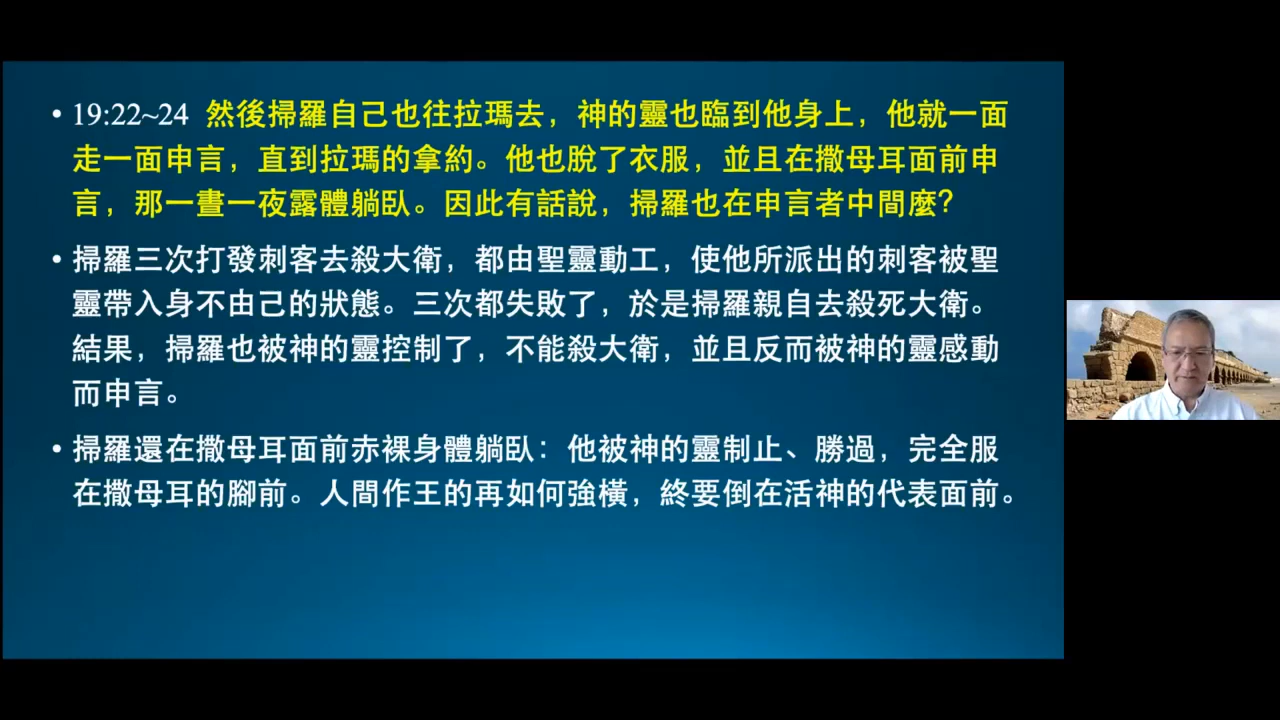 • 19:22~24 然後掃羅自己也往拉瑪去，神的靈也臨到他身上，他就一面
走一面申言，直到拉瑪的拿約。他也脫了衣服，並且在撒母耳面前申
言，那一晝一夜露體躺臥。因此有話說，掃羅也在申言者中間麼？
• 掃羅三次打發刺客去殺大衛，都由聖靈動工，使他所派出的刺客被聖
靈帶入身不由己的狀態。三次都失敗了，於是掃羅親自去殺死大衛。
結果，掃羅也被神的靈控制了，不能殺大衛，並且反而被神的靈感動
而申言。
• 掃羅還在撒母耳面前赤裸身體躺臥：他被神的靈制止、勝過，完全服
在撒母耳的腳前。人間作王的再如何強橫，終要倒在活神的代表面前。